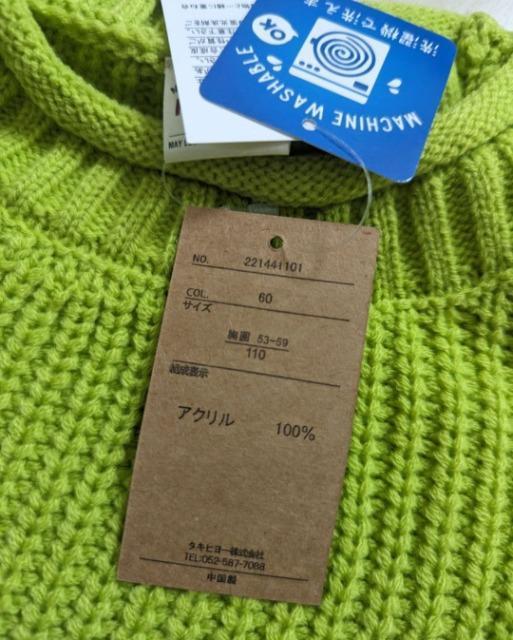 洗濯機で洗えます
OK
MACHINE WASHABLE
NO. 221441101
COL. 60
サイズ
胸囲 53-59
110
組成表示
アクリル 100%
タキヒヨー株式会社
TEL:052-587-7088
中国製